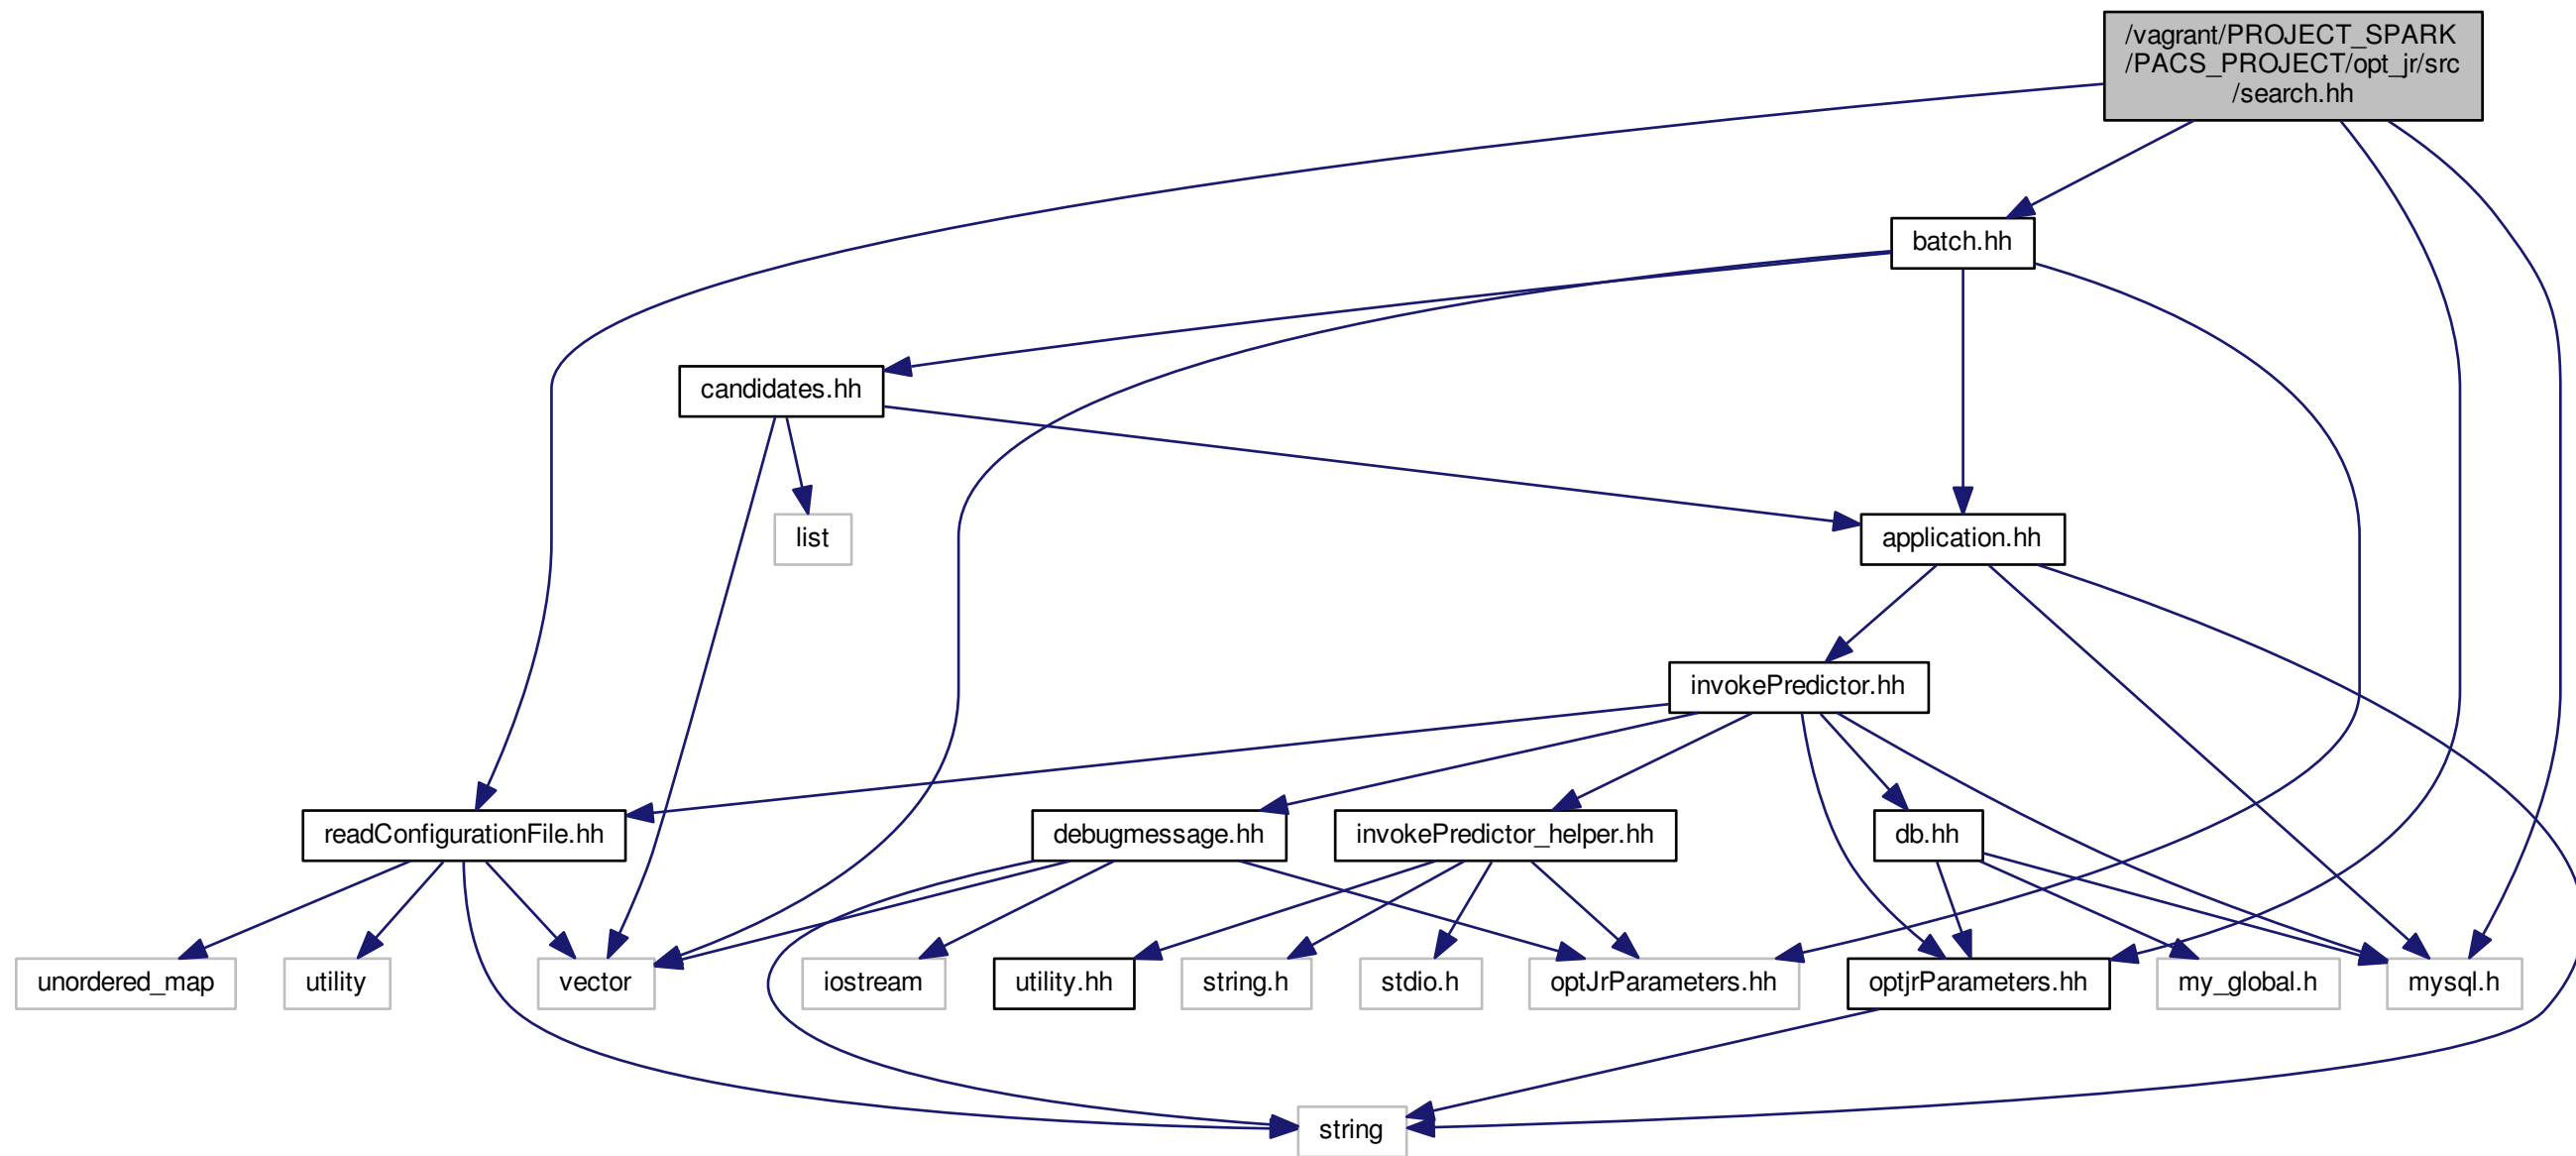 /vagrant/PROJECT_SPARK
/PACS_PROJECT/opt_jr/src
/search.hh
batch.hh
candidates.hh
list
application.hh
invokePredictor.hh
readConfigurationFile.hh
debugmessage.hh
invokePredictor_helper.hh
db.hh
unordered_map
utility
vector
iostream
utility.hh
string.h
stdio.h
optJrParameters.hh
optjrParameters.hh
my_global.h
mysql.h
string